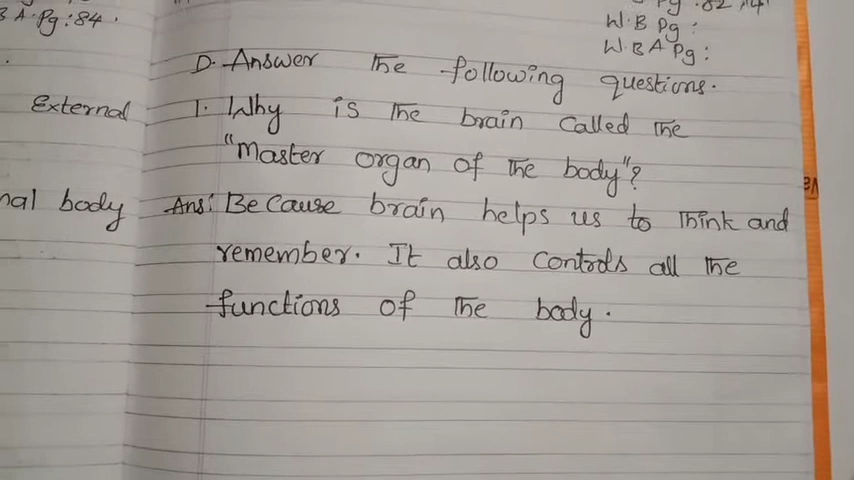 B A. Pg: 84.
Pg: 82
W.B Pg:
W.B A Pg:
D. Answer the following questions.
External
1. Why is the brain called the
"Master organ of the body"?
nal body
Ans: Because brain helps us to think and
remember. It also controls all the
functions of the body.